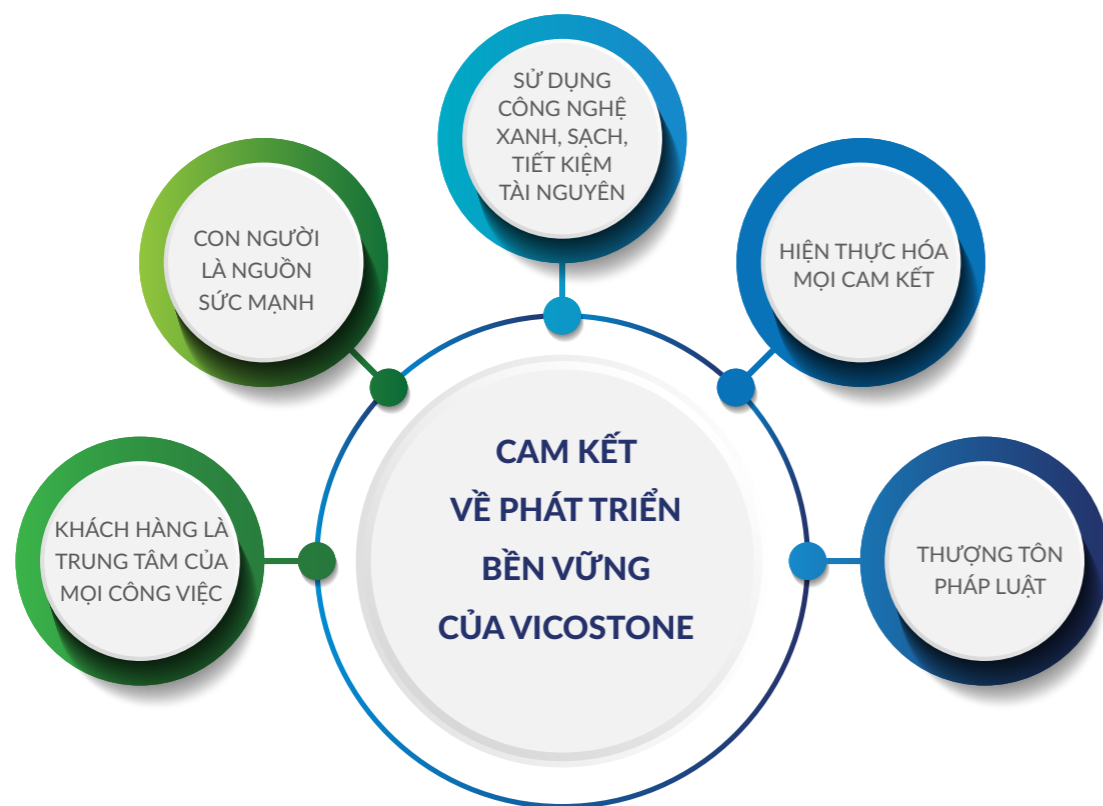 SỬ DỤNG
CÔNG NGHỆ
XANH, SẠCH,
TIẾT KIỆM
TÀI NGUYÊN
CON NGƯỜI
LÀ NGUỒN
SỨC MẠNH
HIỆN THỰC HÓA
MỌI CAM KẾT
KHÁCH HÀNG LÀ
TRUNG TÂM CỦA
MỌI CÔNG VIỆC
CAM KẾT
VỀ PHÁT TRIỂN
BỀN VỮNG
CỦA VICOSTONE
THƯỢNG TÔN
PHÁP LUẬT